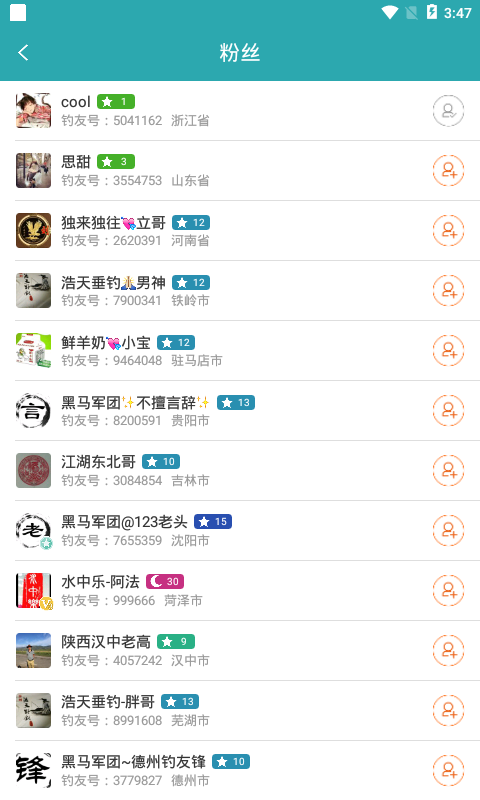 3:47
粉丝
cool 1
钓友号：5041162 浙江省
思甜 3
钓友号：3554753 山东省
独来独往💘立哥 12
钓友号：2620391 河南省
浩天垂钓🙏男神 12
钓友号：7900341 铁岭市
鲜羊奶💘小宝 12
钓友号：9464048 驻马店市
言
黑马军团✨不擅言辞✨ 13
钓友号：8200591 贵阳市
江湖东北哥 10
钓友号：3084854 吉林市
老
黑马军团@123老头 15
钓友号：7655359 沈阳市
水中乐-阿法 30
钓友号：999666 菏泽市
陕西汉中老高 9
钓友号：4057242 汉中市
浩天垂钓-胖哥 13
钓友号：8991608 芜湖市
锋
黑马军团~德州钓友锋 10
钓友号：3779827 德州市